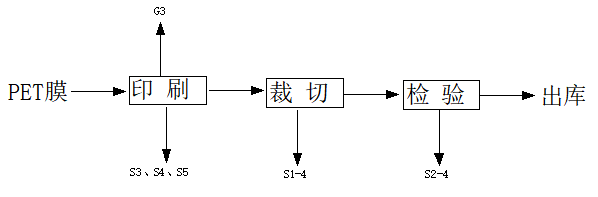 G3
PET膜
印 刷
裁 切
检 验
出库
S3、S4、S5
S1-4
S2-4